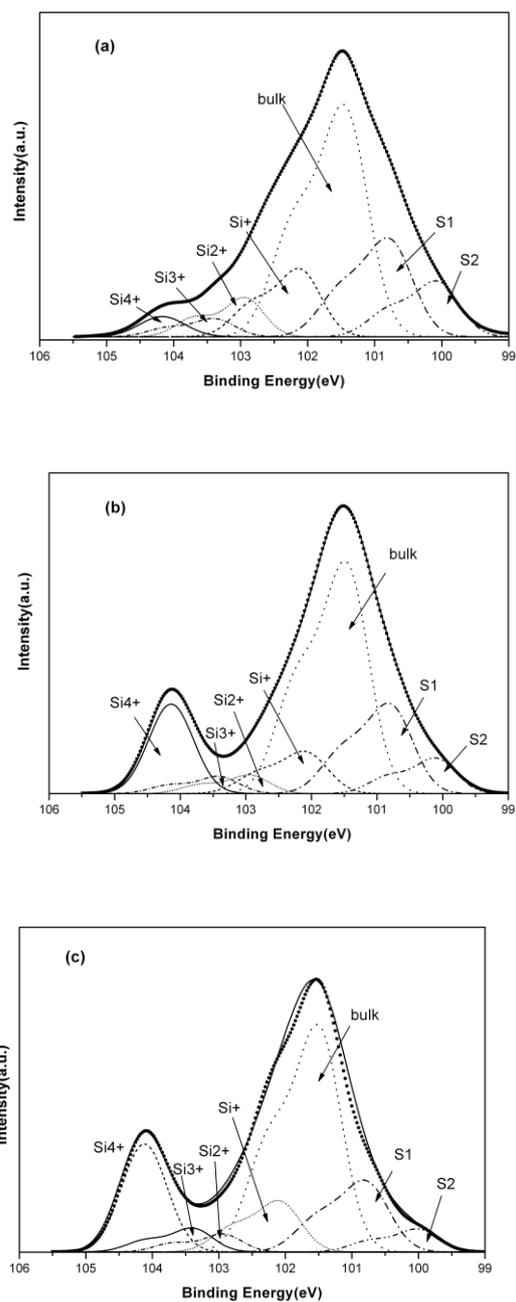 (a)
bulk
Si+
S1
Si2+
S2
Si3+
Si4+
Intensity(a.u.)
106 105 104 103 102 101 100 99
Binding Energy(eV)
(b)
bulk
Si+
Si4+
Si2+
S1
Si3+
S2
Intensity(a.u.)
106 105 104 103 102 101 100 99
Binding Energy(eV)
(c)
bulk
Si+
Si4+
Si2+
S1
Si3+
S2
Intensity(a.u.)
106 105 104 103 102 101 100 99
Binding Energy(eV)